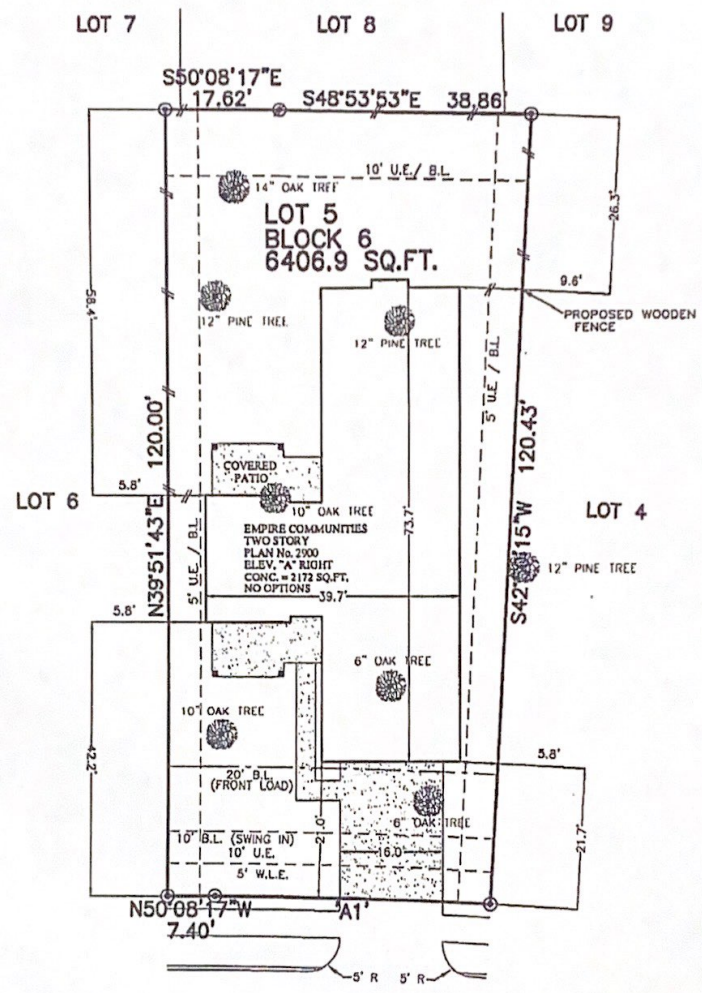 LOT 7
LOT 8
LOT 9
S50°08'17"E
17.62'
S48°53'53"E
38.86'
10' U.E./ B.L.
14" OAK TREE
LOT 5
BLOCK 6
6406.9 SQ.FT.
26.3'
9.6'
58.4'
12" PINE TREE
12" PINE TREE
PROPOSED WOODEN
FENCE
5' U.E / B.L.
N39°51'43"E 120.00'
120.43'
5.8'
COVERED
PATIO
LOT 6
10" OAK TREE
73.7'
LOT 4
EMPIRE COMMUNITIES
TWO STORY
PLAN No. 2900
ELEV. "A" RIGHT
CONC. = 2172 SQ.FT.
NO OPTIONS
5' U.E / B.L.
15"W
S42°
12" PINE TREE
39.7'
5.8'
6" OAK TREE
10" OAK TREE
42.2'
5.8'
20' B.L.
(FRONT LOAD)
6" OAK TREE
21.0'
21.7'
10' B.L. (SWING IN)
10' U.E.
16.0'
5' W.L.E.
N50°08'17"W
A1'
7.40'
5' R
5' R